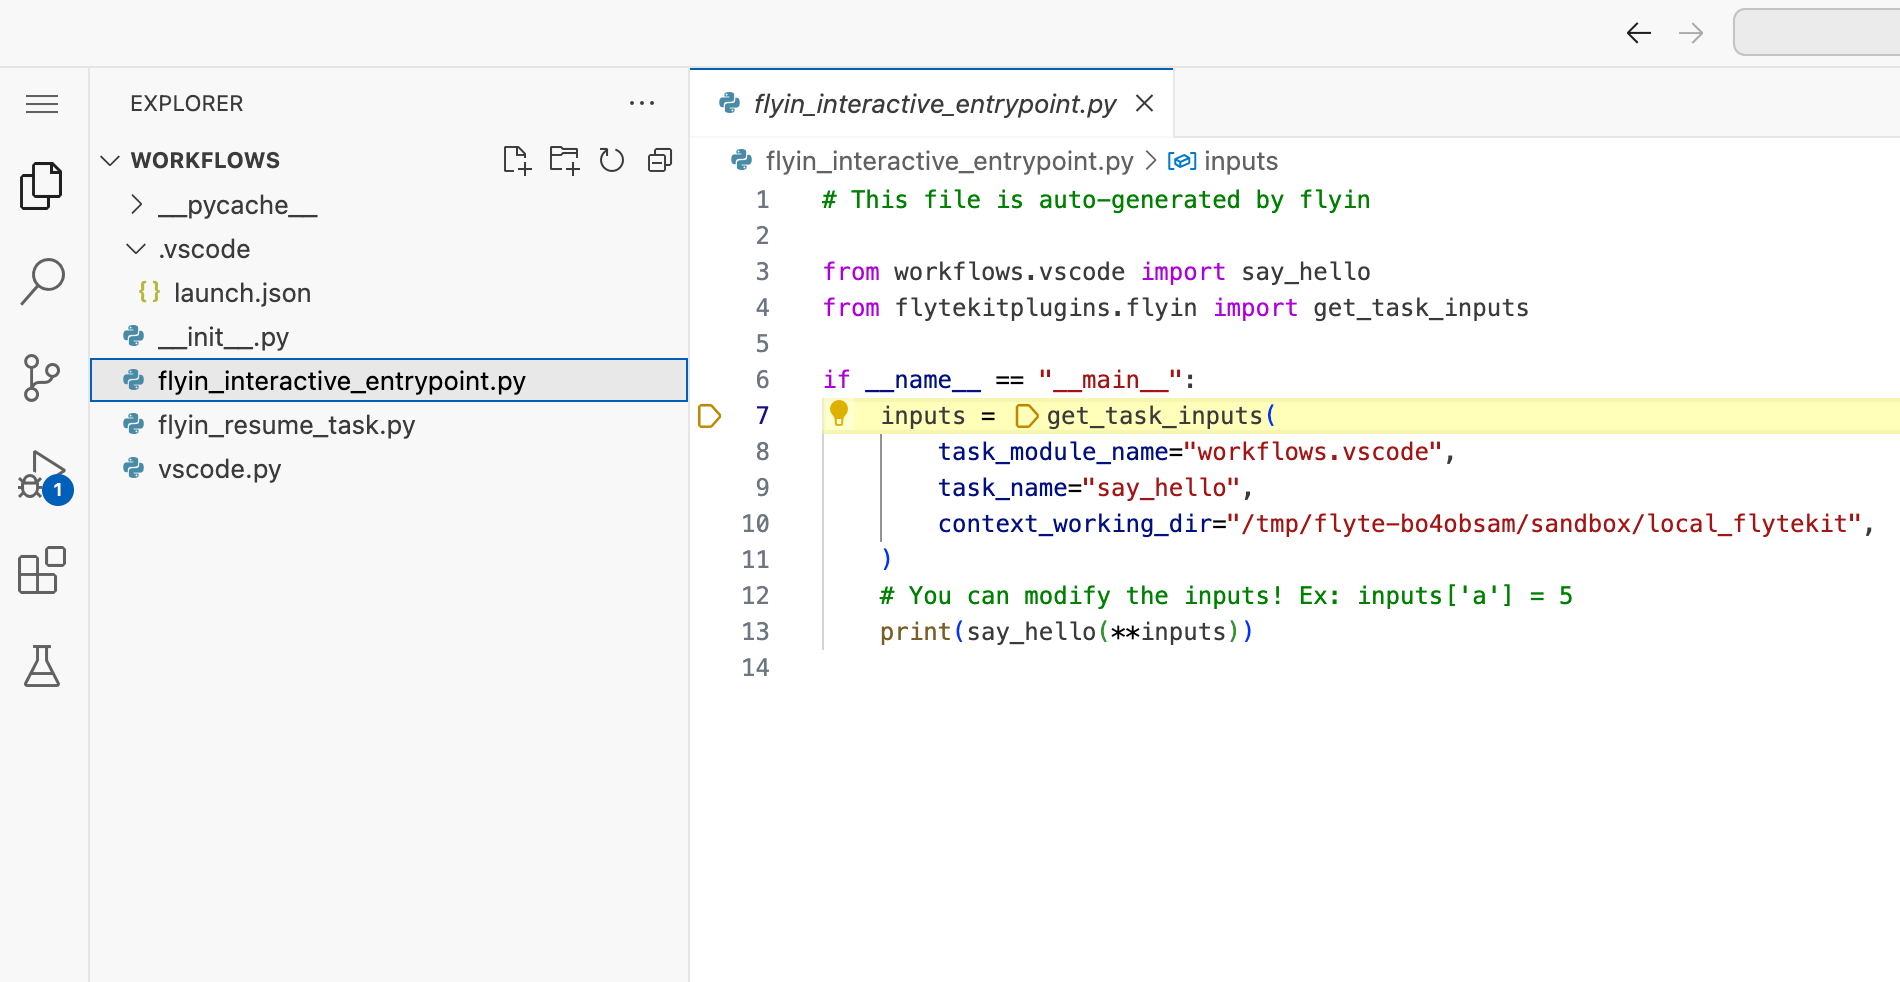 EXPLORER
WORKFLOWS
__pycache__
.vscode
{} launch.json
__init__.py
flyin_interactive_entrypoint.py
flyin_resume_task.py
vscode.py
1
flyin_interactive_entrypoint.py
flyin_interactive_entrypoint.py > inputs
1 # This file is auto-generated by flyin
2
3 from workflows.vscode import say_hello
4 from flytekitplugins.flyin import get_task_inputs
5
6 if __name__ == "__main__":
7     inputs = get_task_inputs(
8         task_module_name="workflows.vscode",
9         task_name="say_hello",
10         context_working_dir="/tmp/flyte-bo4obsam/sandbox/local_flytekit",
11     )
12     # You can modify the inputs! Ex: inputs['a'] = 5
13     print(say_hello(**inputs))
14